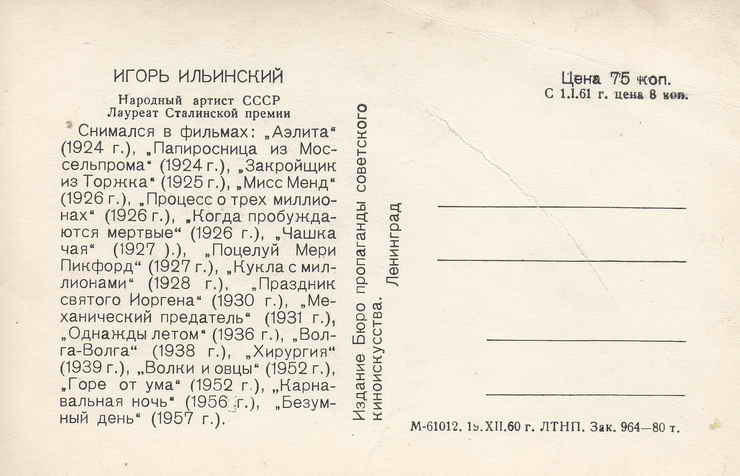 ИГОРЬ ИЛЬИНСКИЙ
Народный артист СССР
Лауреат Сталинской премии
Снимался в фильмах: „Аэлита“
(1924 г.), „Папиросница из Мос-
сельпрома“ (1924 г.), „Закройщик
из Торжка“ (1925 г.), „Мисс Менд“
(1926 г.), „Процесс о трех миллио-
нах“ (1926 г.), „Когда пробужда-
ются мертвые“ (1926 г.), „Чашка
чая“ (1927 ).), „Поцелуй Мери
Пикфорд“ (1927 г.), „Кукла с мил-
лионами“ (1928 г.), „Праздник
святого Иоргена“ (1930 г.), „Ме-
ханический предатель“ (1931 г.),
„Однажды летом“ (1936 г.), „Вол-
га-Волга“ (1938 г.), „Хирургия“
(1939 г.), „Волки и овцы“ (1952 г.),
„Горе от ума“ (1952 г.), „Карна-
вальная ночь“ (1956 г.), „Безум-
ный день“ (1957 г.).
Издание Бюро пропаганды советского
киноискусства. Ленинград
Цена 75 коп.
С 1.I.61 г. цена 8 коп.
М-61012. 19.XII.60 г. ЛТНП. Зак. 964—80 т.